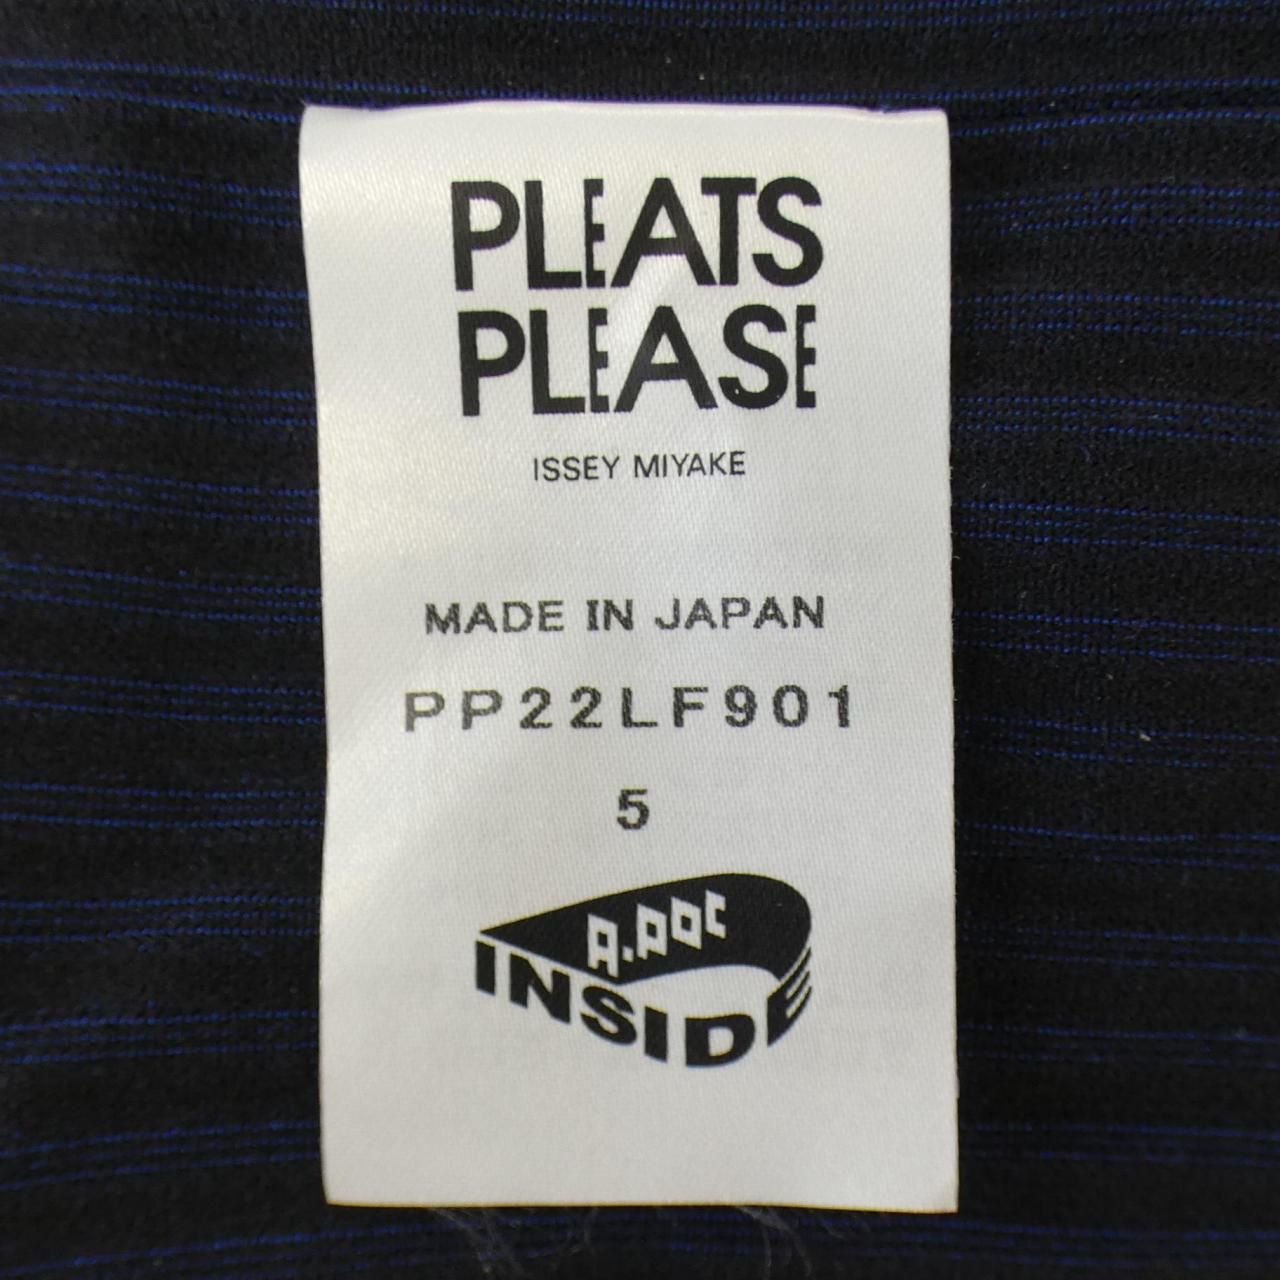 PLEATS
PLEASE
ISSEY MIYAKE
MADE IN JAPAN
PP22LF901
5
A.POC
INSIDE